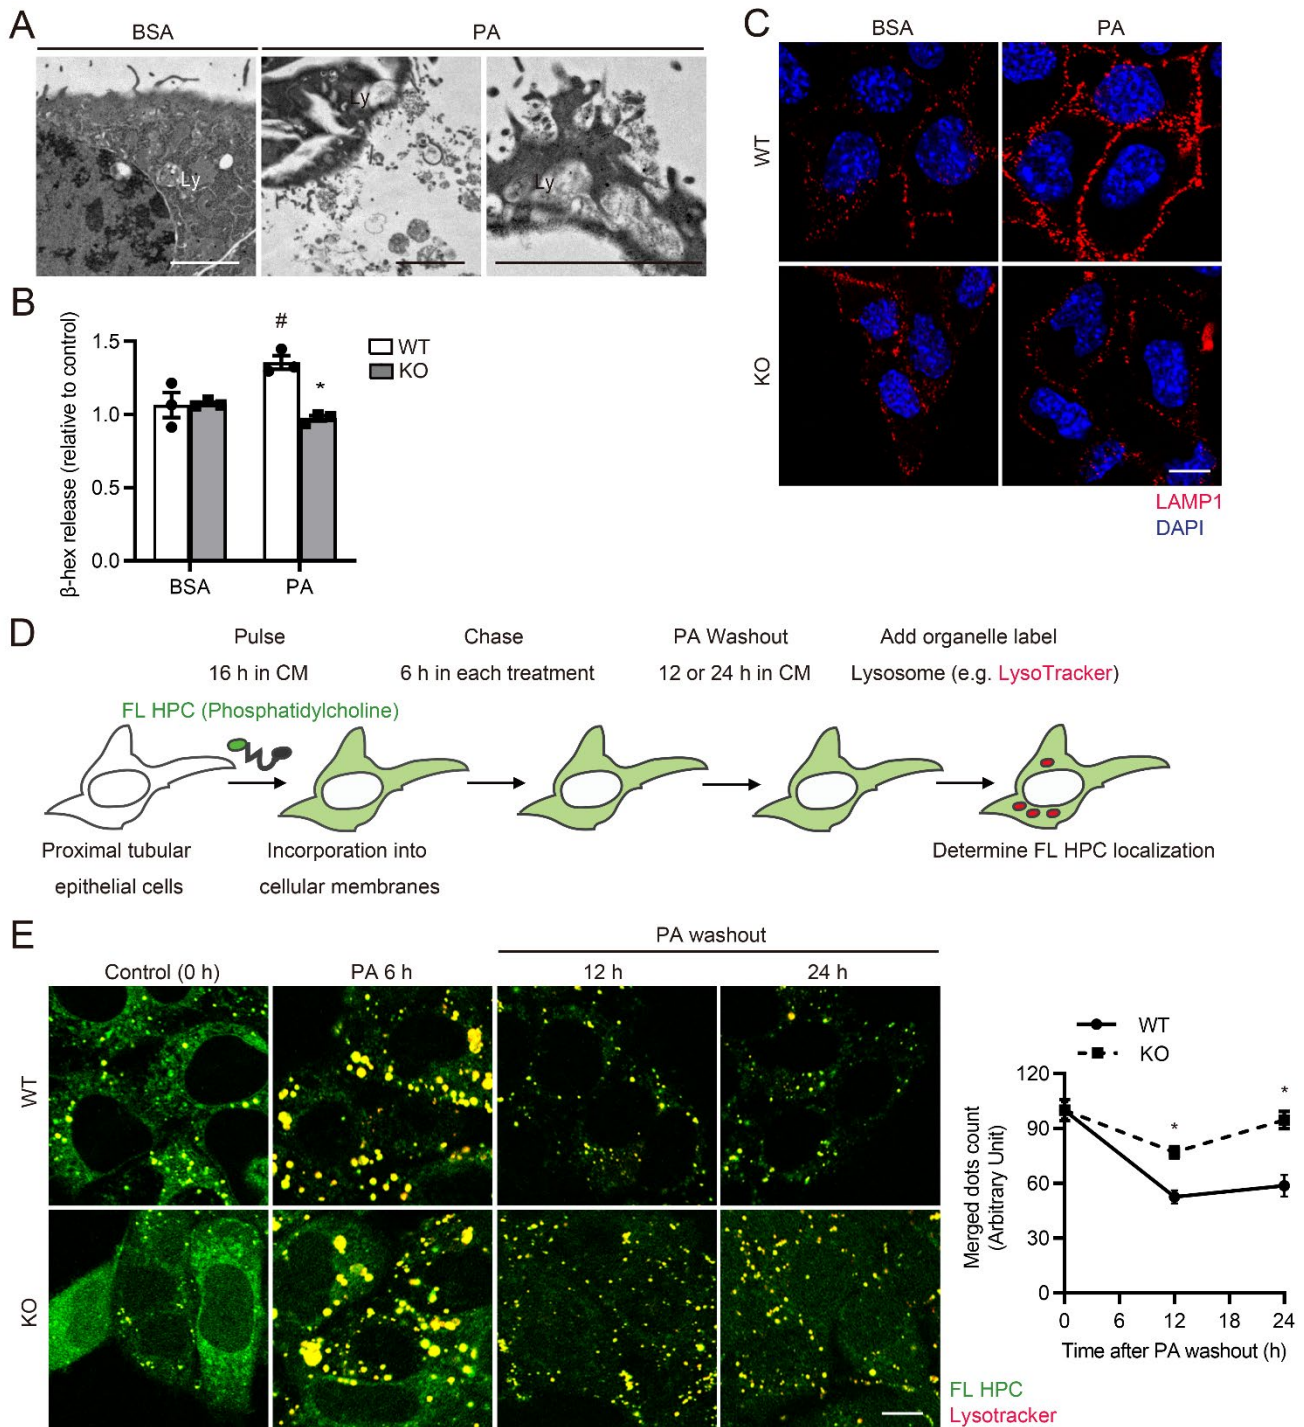 A
BSA
PA
Ly
Ly
Ly
B
β-hex release (relative to control)
1.5
1.0
0.5
0.0
#
*
WT
KO
BSA
PA
C
BSA
PA
WT
KO
LAMP1
DAPI
D
Pulse
16 h in CM
Chase
6 h in each treatment
PA Washout
12 or 24 h in CM
Add organelle label
Lysosome (e.g. LysoTracker)
FL HPC (Phosphatidylcholine)
Proximal tubular
epithelial cells
Incorporation into
cellular membranes
Determine FL HPC localization
E
PA washout
Control (0 h)
PA 6 h
12 h
24 h
WT
KO
FL HPC
Lysotracker
WT
KO
Merged dots count
(Arbitrary Unit)
120
90
60
30
0
*
*
0
6
12
18
24
Time after PA washout (h)